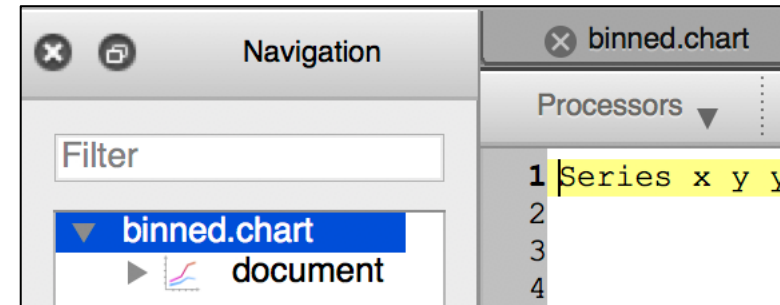 Navigation
Filter
binned.chart
document
binned.chart
Processors
1 Series x y y
2
3
4